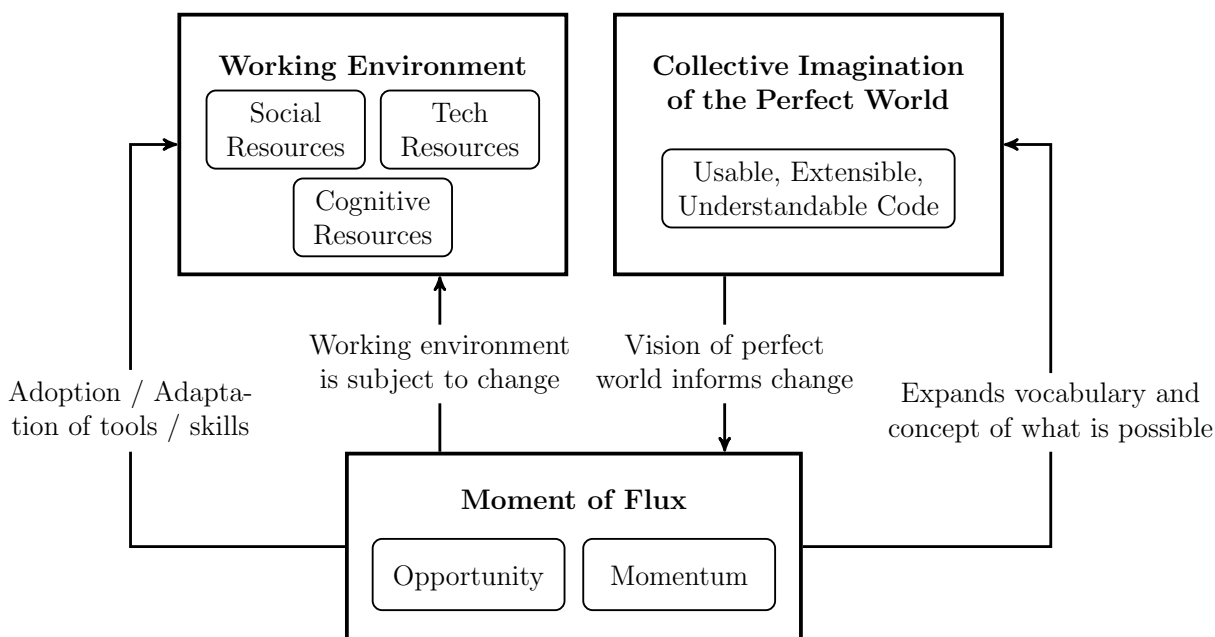 Working Environment
Social
Resources
Tech
Resources
Cognitive
Resources
Collective Imagination
of the Perfect World
Usable, Extensible,
Understandable Code
Adoption / Adapta-
tion of tools / skills
Working environment
is subject to change
Vision of perfect
world informs change
Expands vocabulary and
concept of what is possible
Moment of Flux
Opportunity
Momentum